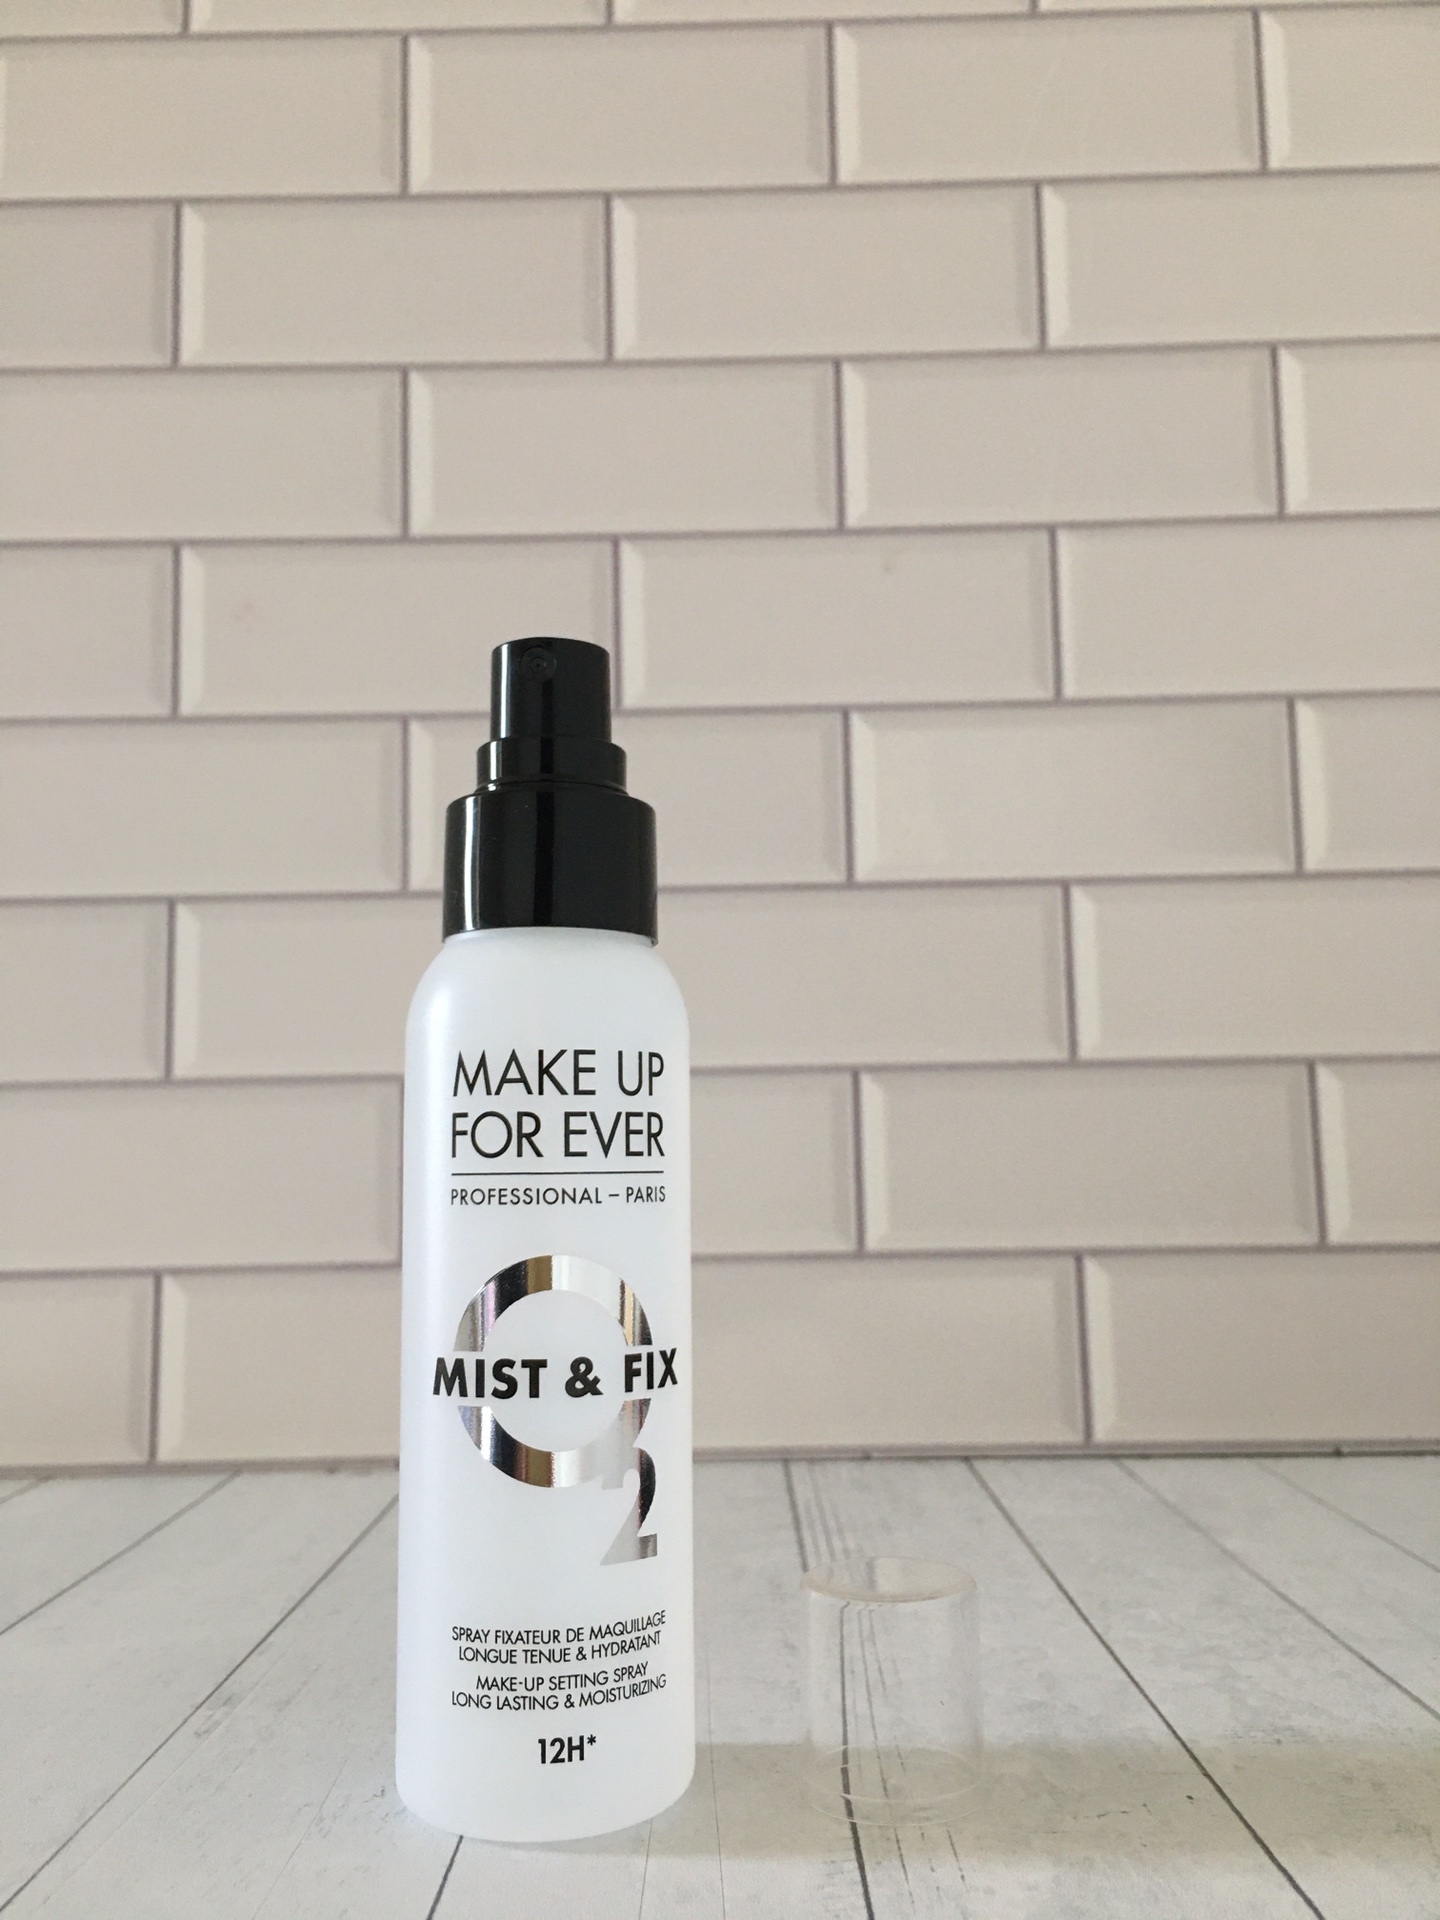 MAKE UP
FOR EVER
PROFESSIONAL – PARIS
O
MIST & FIX
2
SPRAY FIXATEUR DE MAQUILLAGE
LONGUE TENUE & HYDRATANT
MAKE-UP SETTING SPRAY
LONG LASTING & MOISTURIZING
12H*